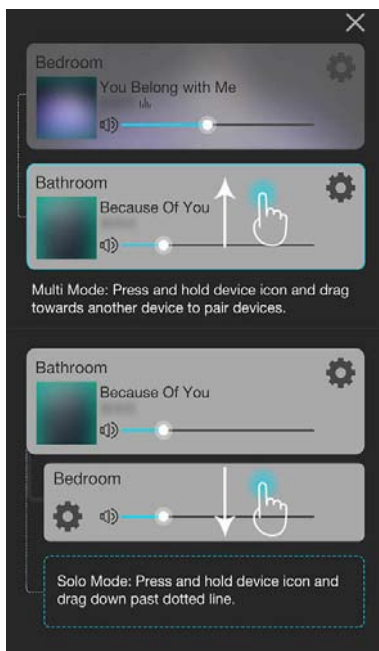 Bedroom
You Belong with Me
Bathroom
Because Of You
Multi Mode: Press and hold device icon and drag
towards another device to pair devices.
Bathroom
Because Of You
Bedroom
Solo Mode: Press and hold device icon and
drag down past dotted line.